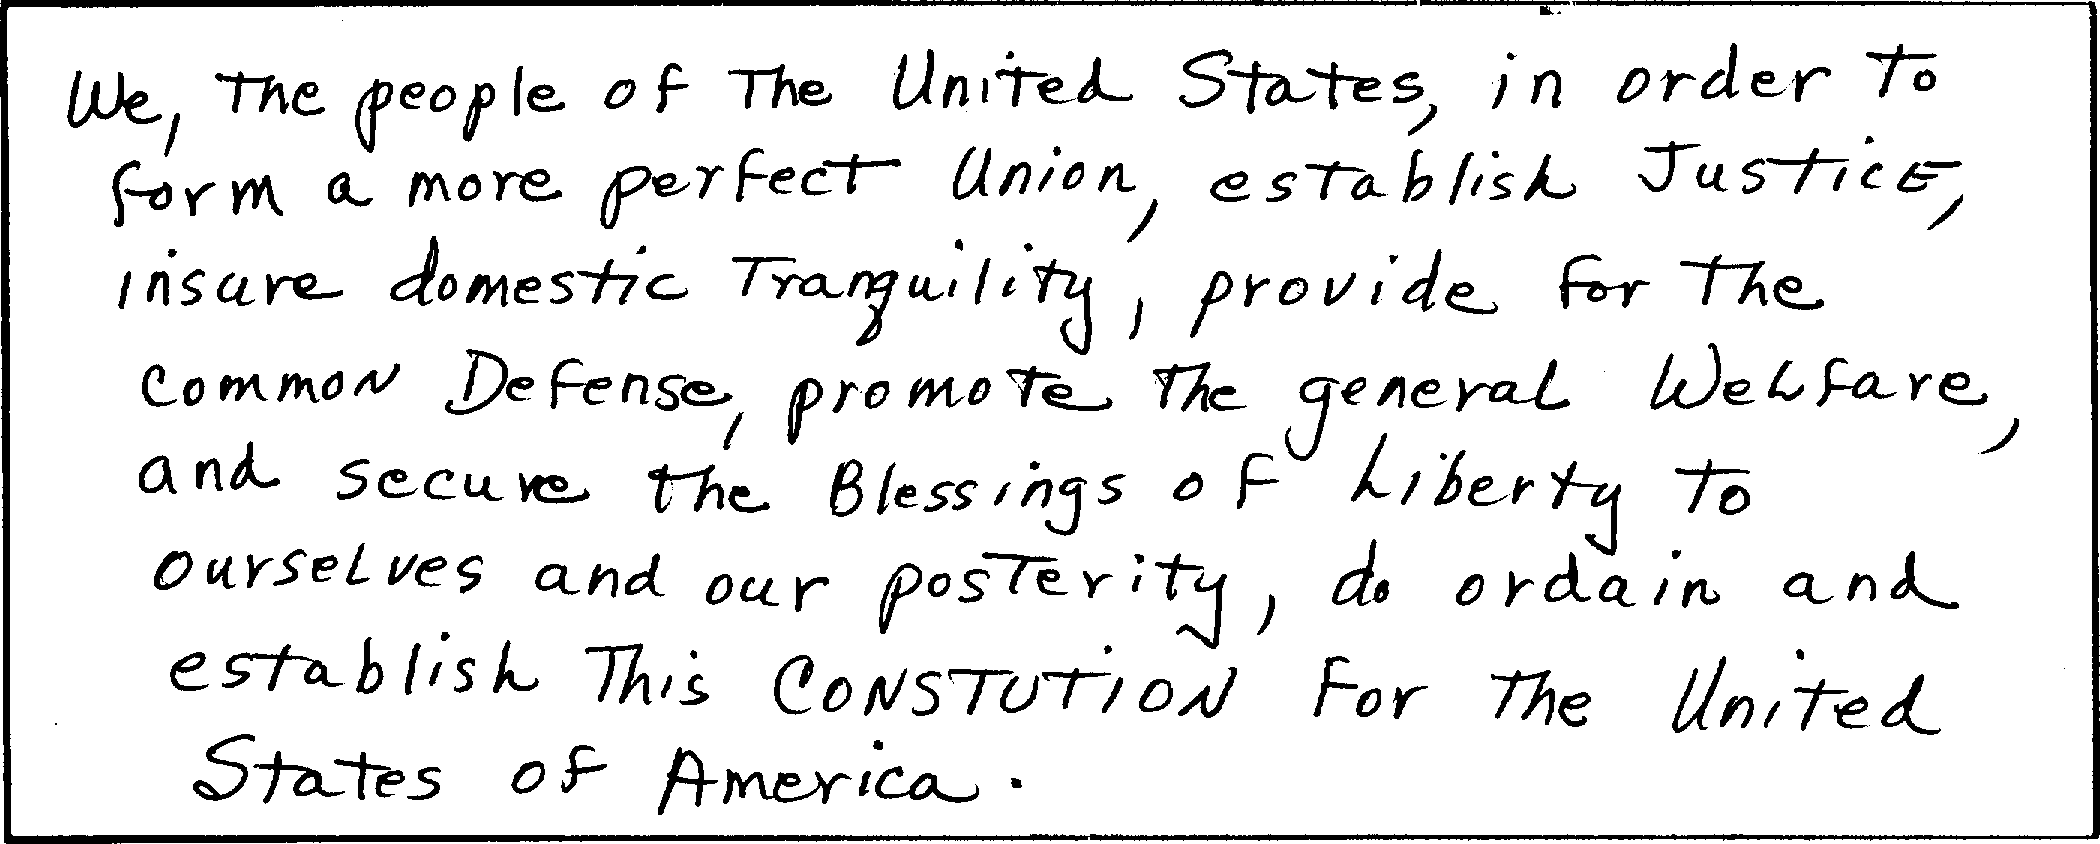 We, the people of the United States, in order to
form a more perfect Union, establish Justice,
insure domestic Tranquility, provide for the
common Defense, promote the general Welfare,
and secure the Blessings of Liberty to
ourselves and our posterity, do ordain and
establish This CONSTUTION For The United
States of America.